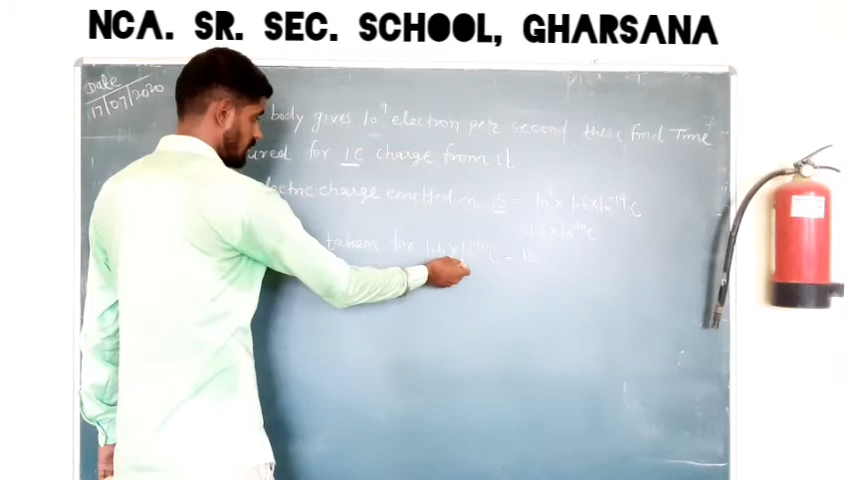 NCA. SR. SEC. SCHOOL, GHARSANA
Date
17/07/2020
body gives 10⁹ electron per second then find Time
ured for 1C charge from it
lectric charge emitted in 1S = 10⁹ × 1.6×10⁻¹⁹ C
1.6×10⁻¹⁰ C
taken for 1.6×10⁻¹⁰ C = 1S